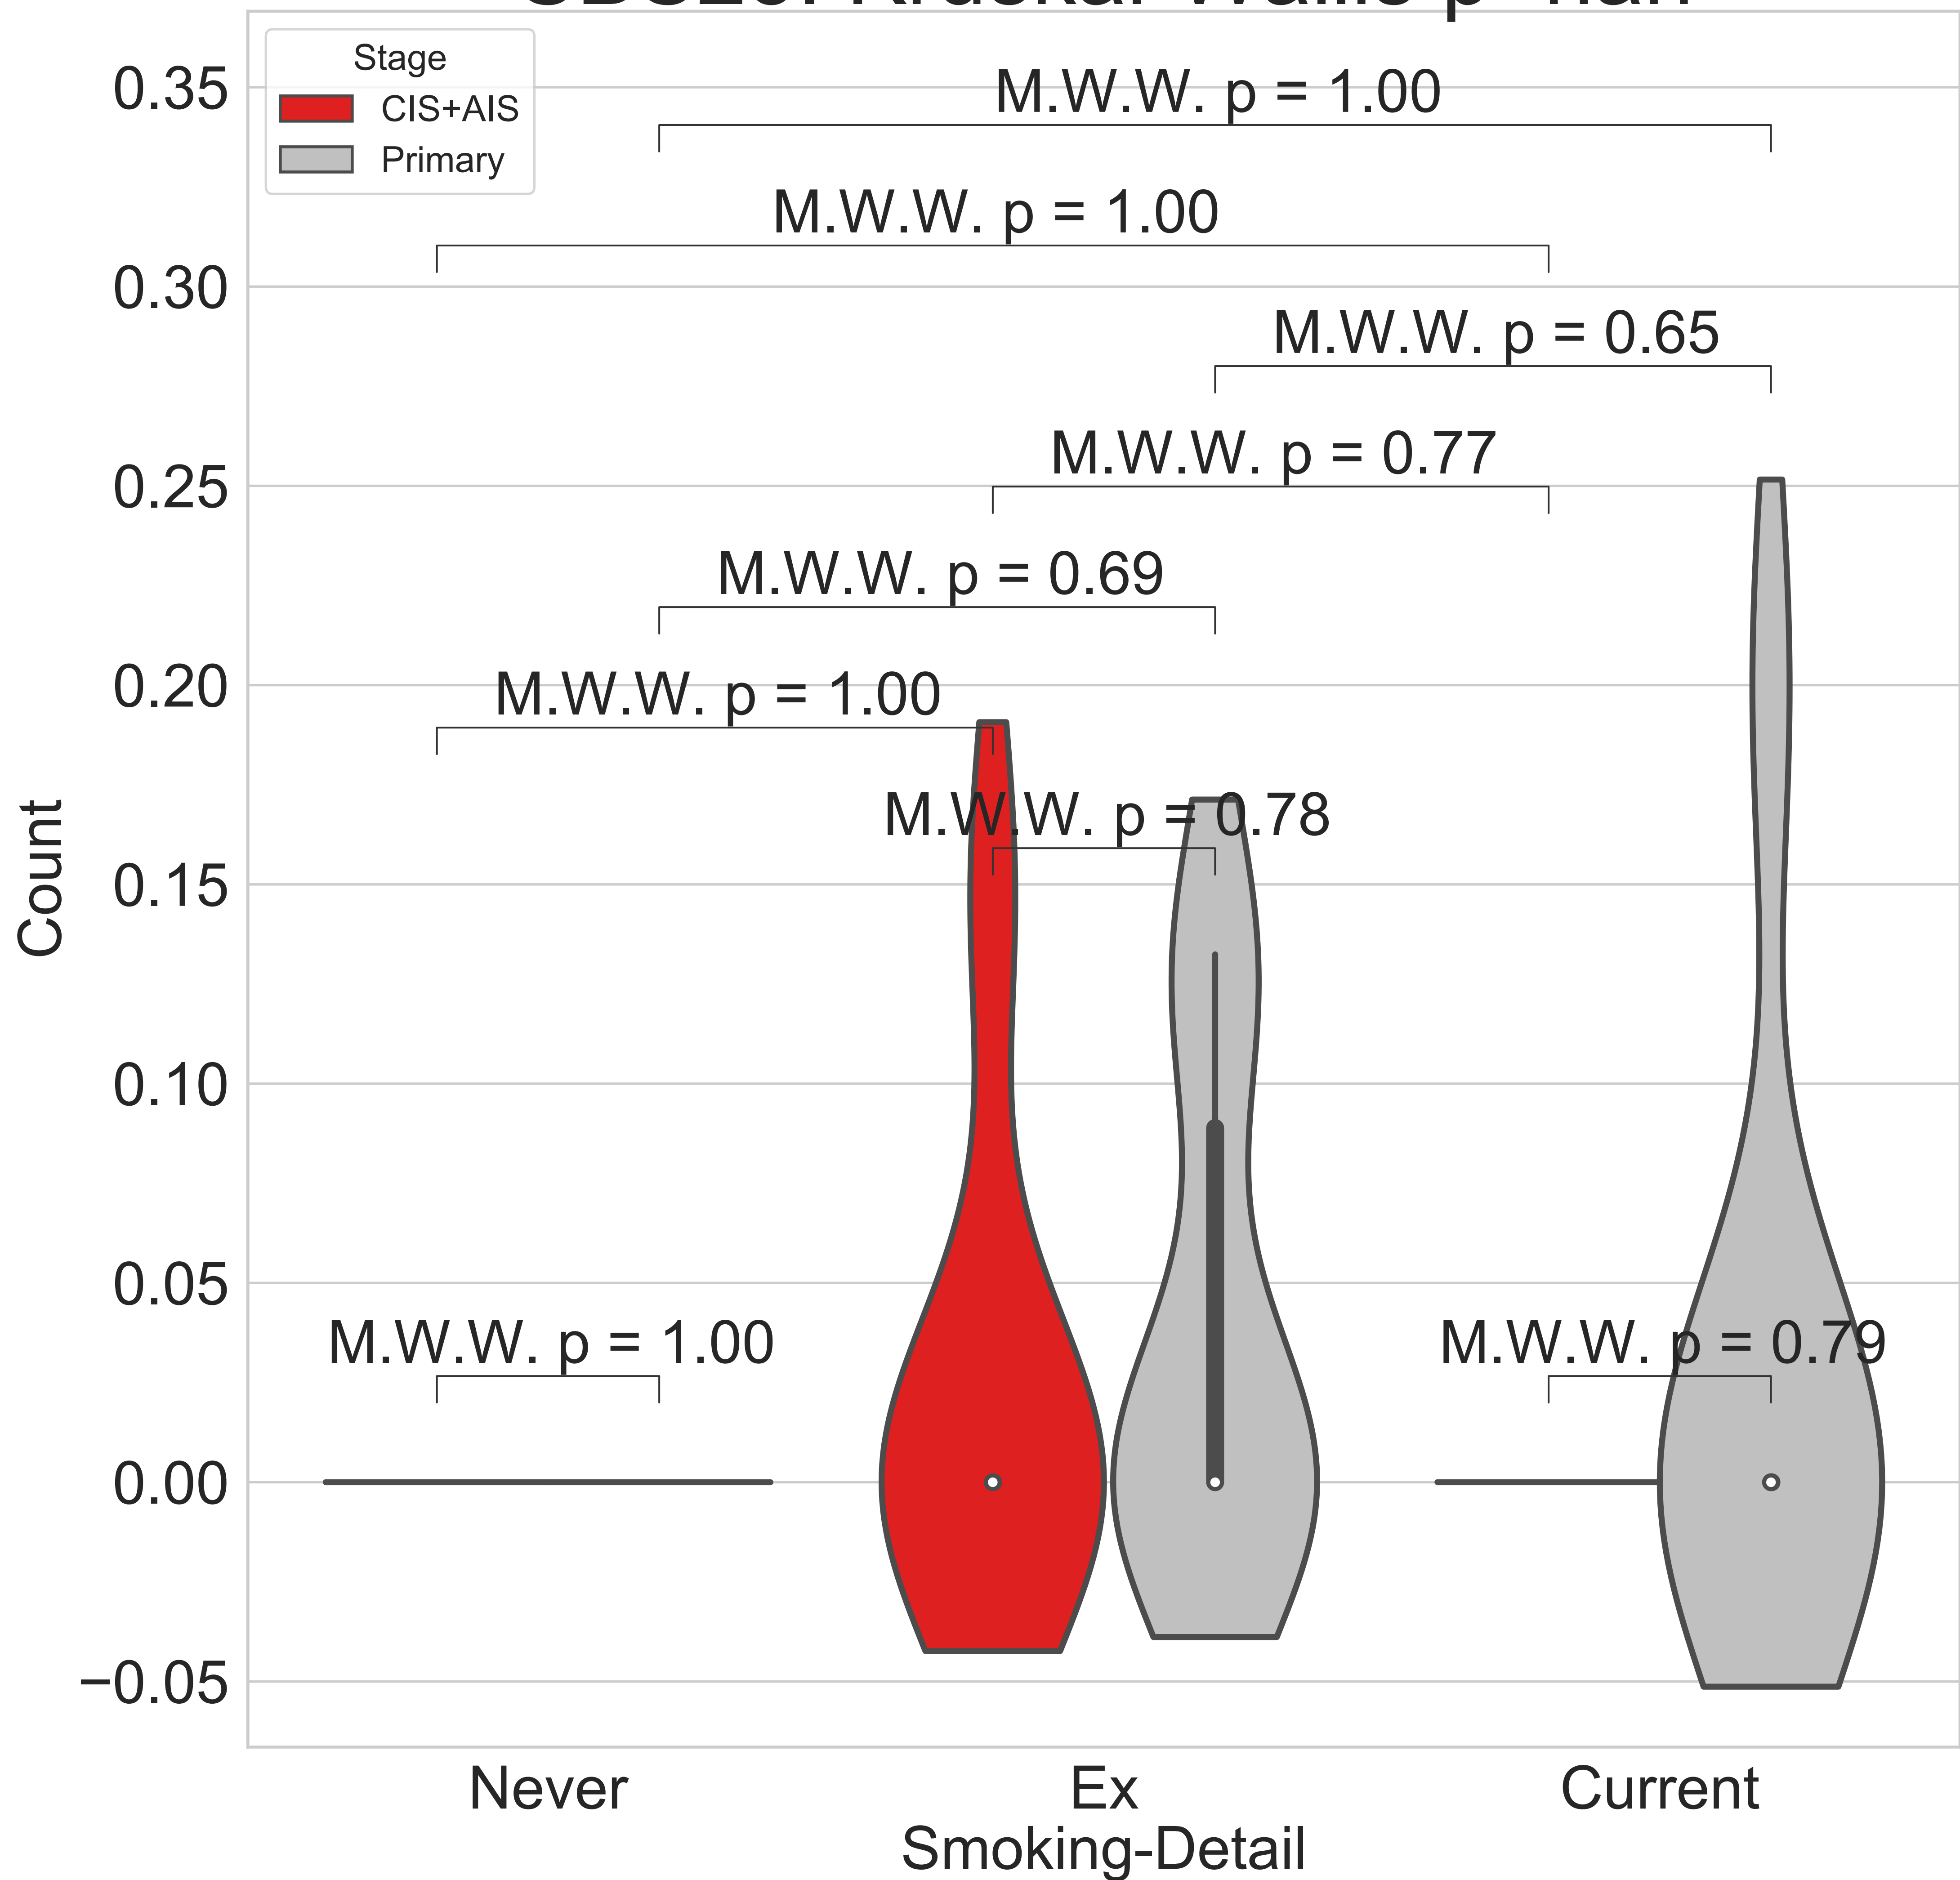 Stage
CIS+AIS
Primary
M.W.W. p = 1.00
M.W.W. p = 1.00
M.W.W. p = 0.65
M.W.W. p = 0.77
M.W.W. p = 0.69
M.W.W. p = 1.00
M.W.W. p = 0.78
M.W.W. p = 1.00
M.W.W. p = 0.79
0.35
0.30
0.25
0.20
0.15
0.10
0.05
0.00
−0.05
Count
Never Ex Current
Smoking-Detail